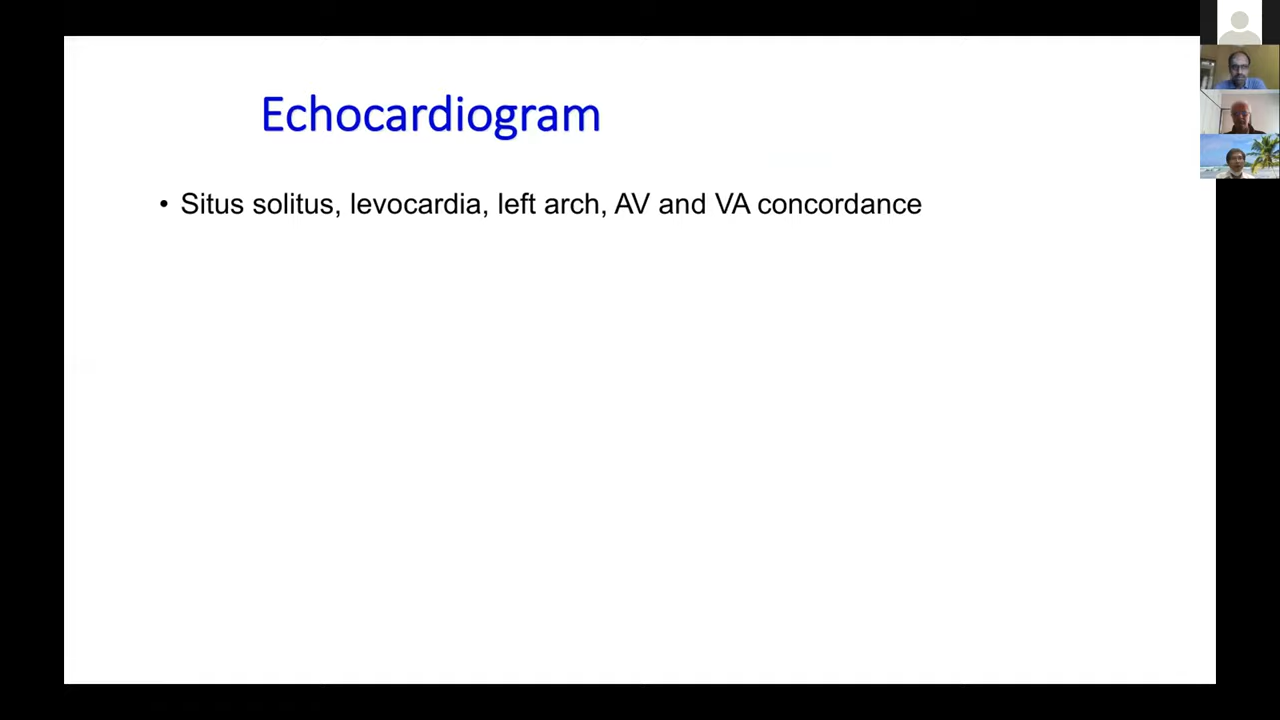 Echocardiogram
• Situs solitus, levocardia, left arch, AV and VA concordance